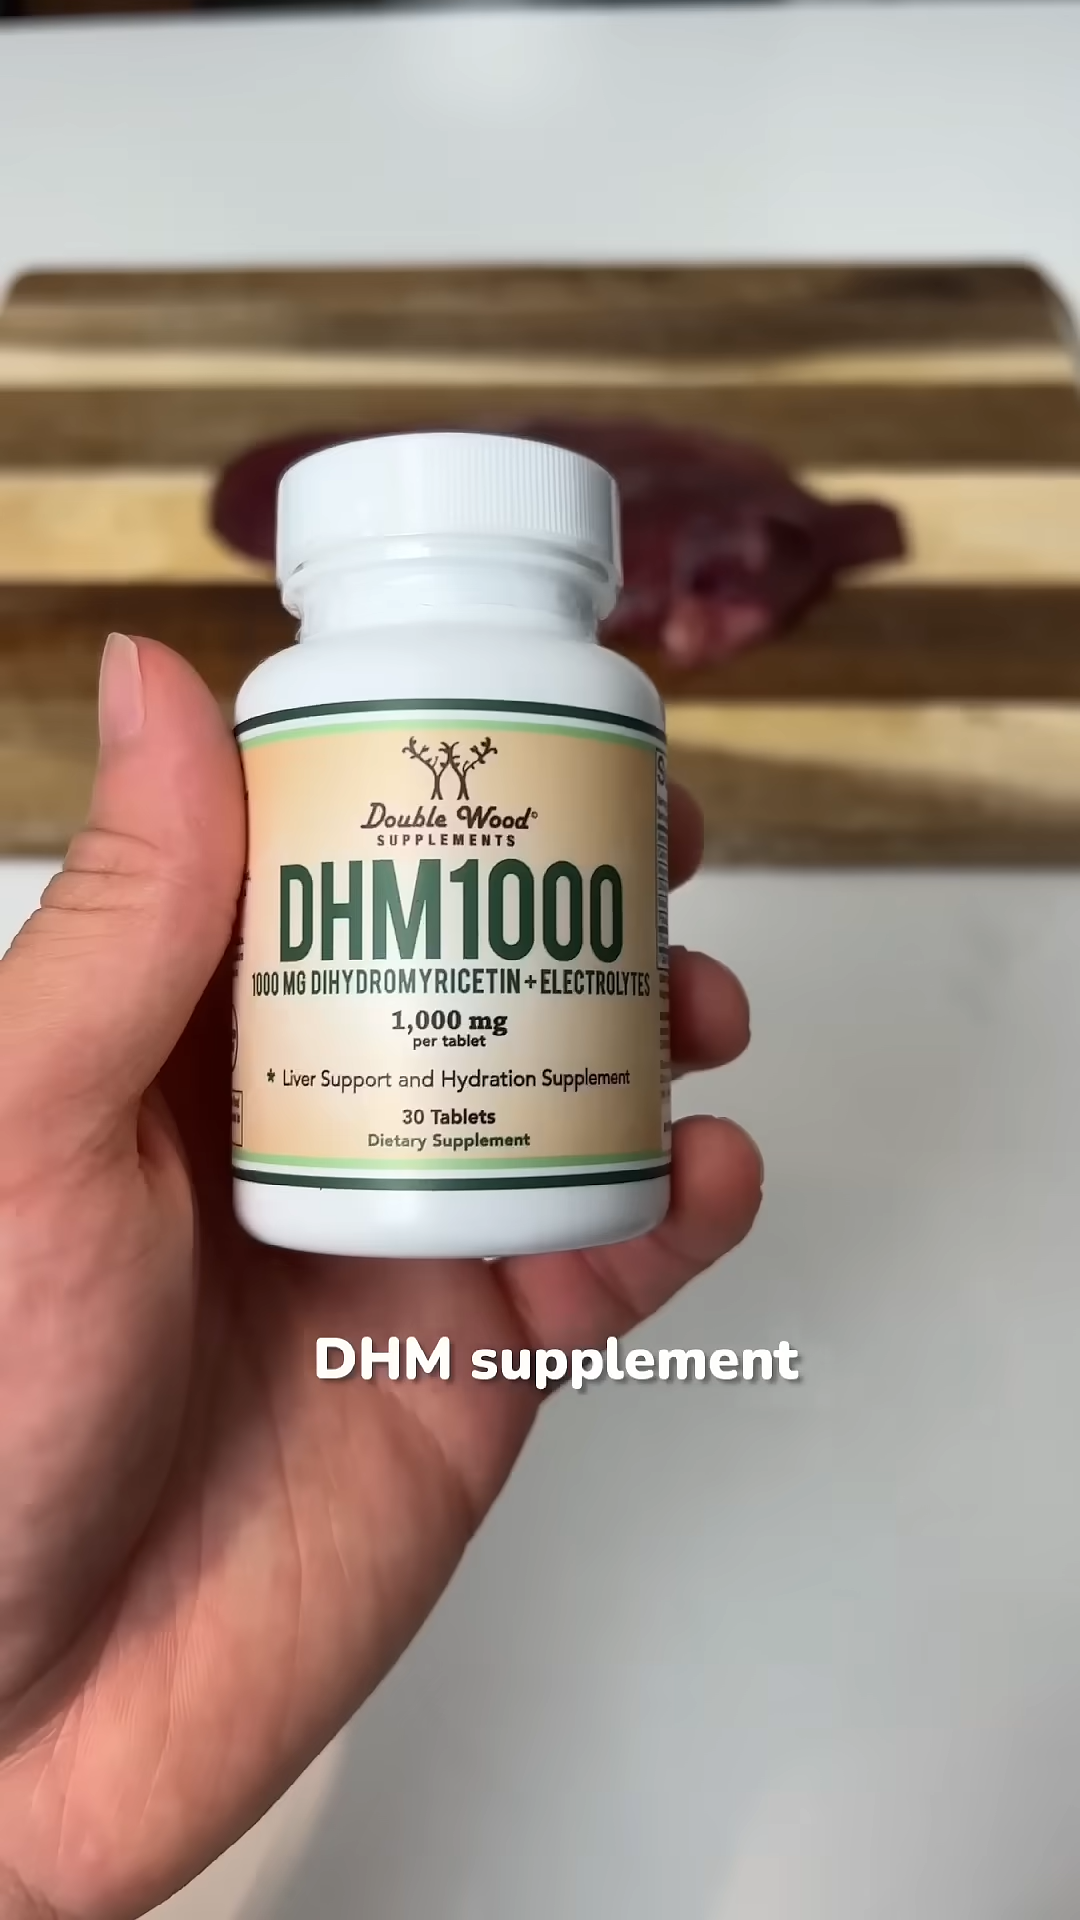 Double Wood®
SUPPLEMENTS
DHM1000
1000 MG DIHYDROMYRICETIN + ELECTROLYTES
1,000 mg
per tablet
* Liver Support and Hydration Supplement
30 Tablets
Dietary Supplement
DHM supplement